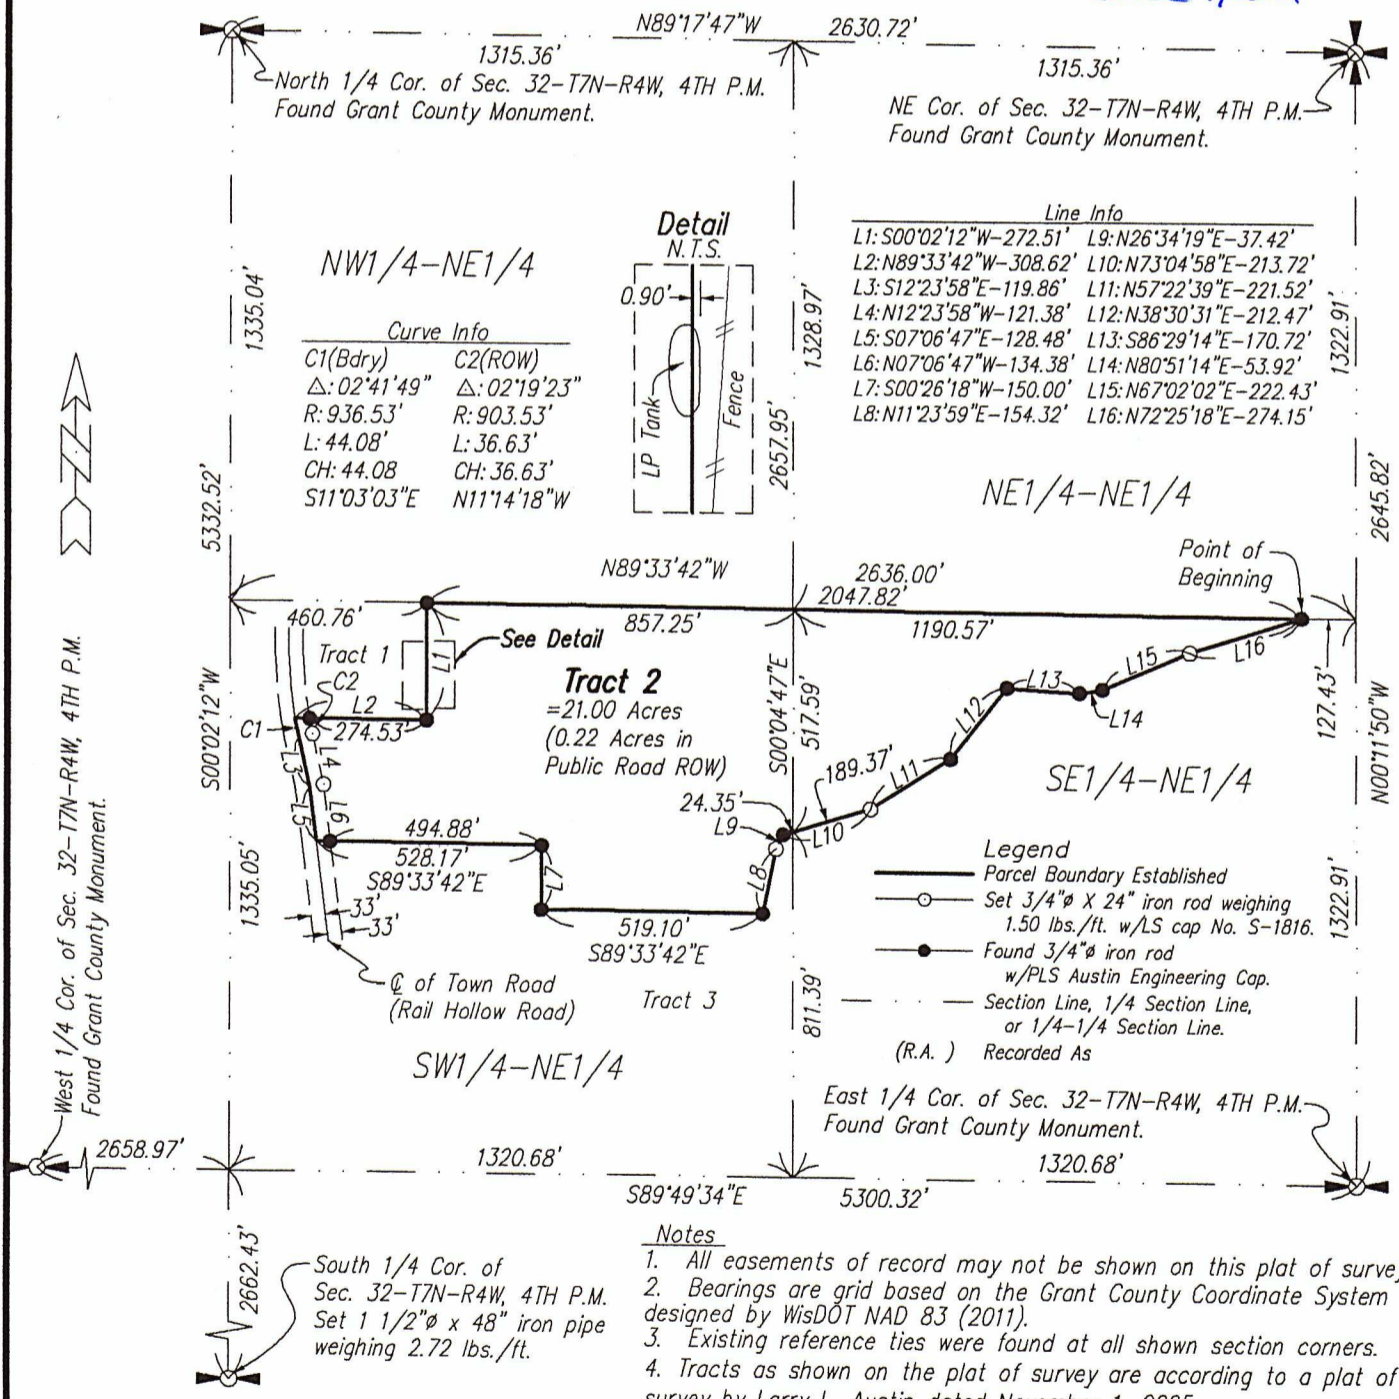 N89°17'47"W 2630.72'
1315.36'
1315.36'
North 1/4 Cor. of Sec. 32-T7N-R4W, 4TH P.M.
Found Grant County Monument.
NE Cor. of Sec. 32-T7N-R4W, 4TH P.M.
Found Grant County Monument.
Detail
N.T.S.
0.90'
LP Tank
Fence
NW1/4-NE1/4
1335.04'
1328.97'
2657.95'
1322.91'
2645.82'
5332.52'
Curve Info
C1(Bdry) C2(ROW)
△: 02°41'49" △: 02°19'23"
R: 936.53' R: 903.53'
L: 44.08' L: 36.63'
CH: 44.08 CH: 36.63'
S11°03'03"E N11°14'18"W
Line Info
L1: S00°02'12"W-272.51' L9: N26°34'19"E-37.42'
L2: N89°33'42"W-308.62' L10: N73°04'58"E-213.72'
L3: S12°23'58"E-119.86' L11: N57°22'39"E-221.52'
L4: N12°23'58"W-121.38' L12: N38°30'31"E-212.47'
L5: S07°06'47"E-128.48' L13: S86°29'14"E-170.72'
L6: N07°06'47"W-134.38' L14: N80°51'14"E-53.92'
L7: S00°26'18"W-150.00' L15: N67°02'02"E-222.43'
L8: N11°23'59"E-154.32' L16: N72°25'18"E-274.15'
NE1/4-NE1/4
Point of
Beginning
N89°33'42"W 2636.00'
2047.82'
460.76'
857.25'
1190.57'
Tract 1
C2
L1
See Detail
L2
274.53'
C1
L3
L4
L5
L6
Tract 2
=21.00 Acres
(0.22 Acres in
Public Road ROW)
S00°02'12"W
S00°04'47"E
517.59'
L16
L15
L13
L14
L12
127.43'
N00°11'50"W
189.37'
L11
24.35'
L9
L10
L8
SE1/4-NE1/4
494.88'
528.17'
S89°33'42"E
L7
519.10'
S89°33'42"E
33'
33'
1335.05'
℄ of Town Road
(Rail Hollow Road)
Tract 3
811.39'
1322.91'
SW1/4-NE1/4
Legend
Parcel Boundary Established
Set 3/4"ø X 24" iron rod weighing
1.50 lbs./ft. w/LS cap No. S-1816.
Found 3/4"ø iron rod
w/PLS Austin Engineering Cap.
Section Line, 1/4 Section Line,
or 1/4-1/4 Section Line.
(R.A. ) Recorded As
East 1/4 Cor. of Sec. 32-T7N-R4W, 4TH P.M.
Found Grant County Monument.
West 1/4 Cor. of Sec. 32-T7N-R4W, 4TH P.M.
Found Grant County Monument.
2658.97'
1320.68'
1320.68'
S89°49'34"E 5300.32'
2662.43'
South 1/4 Cor. of
Sec. 32-T7N-R4W, 4TH P.M.
Set 1 1/2"ø x 48" iron pipe
weighing 2.72 lbs./ft.
Notes
1. All easements of record may not be shown on this plat of surve
2. Bearings are grid based on the Grant County Coordinate System
designed by WisDOT NAD 83 (2011).
3. Existing reference ties were found at all shown section corners.
4. Tracts as shown on the plat of survey are according to a plat of
survey by Larry L. Austin dated November 1,